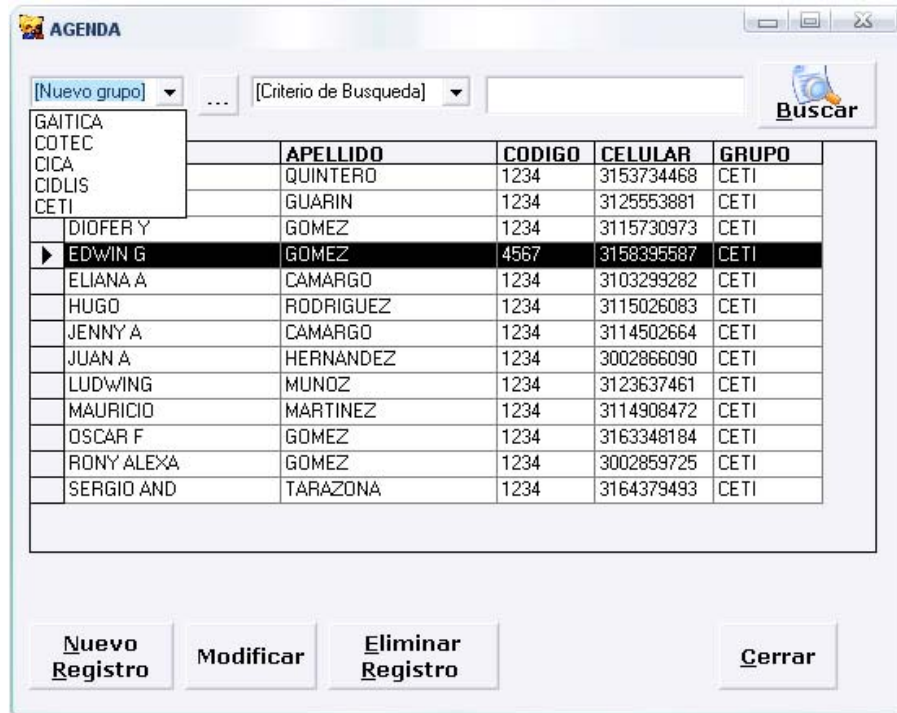 AGENDA
[Nuevo grupo] ... [Criterio de Busqueda] Buscar
GAITICA
COTEC
CICA
CIDLIS
CETI
APELLIDO CODIGO CELULAR GRUPO
QUINTERO 1234 3153734468 CETI
GUARIN 1234 3125553881 CETI
DIOFER Y GOMEZ 1234 3115730973 CETI
EDWIN G GOMEZ 4567 3158395587 CETI
ELIANA A CAMARGO 1234 3103299282 CETI
HUGO RODRIGUEZ 1234 3115026083 CETI
JENNY A CAMARGO 1234 3114502664 CETI
JUAN A HERNANDEZ 1234 3002866090 CETI
LUDWING MUNOZ 1234 3123637461 CETI
MAURICIO MARTINEZ 1234 3114908472 CETI
OSCAR F GOMEZ 1234 3163348184 CETI
RONY ALEXA GOMEZ 1234 3002859725 CETI
SERGIO AND TARAZONA 1234 3164379493 CETI
Nuevo Registro Modificar Eliminar Registro Cerrar